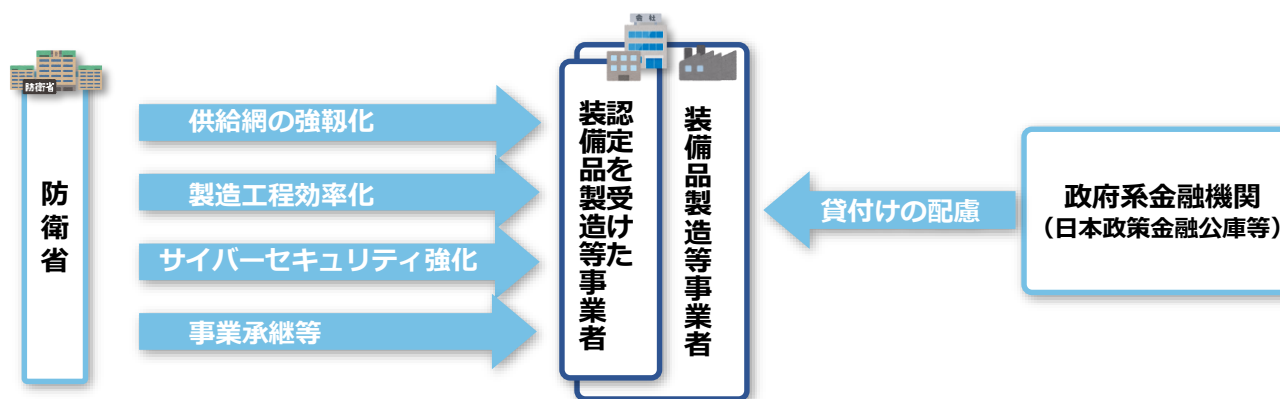 防衛省
防衛省
供給網の強靱化
製造工程効率化
サイバーセキュリティ強化
事業承継等
会社
認定を受けた
装備品製造等事業者
装備品製造等事業者
貸付けの配慮
政府系金融機関
（日本政策金融公庫等）